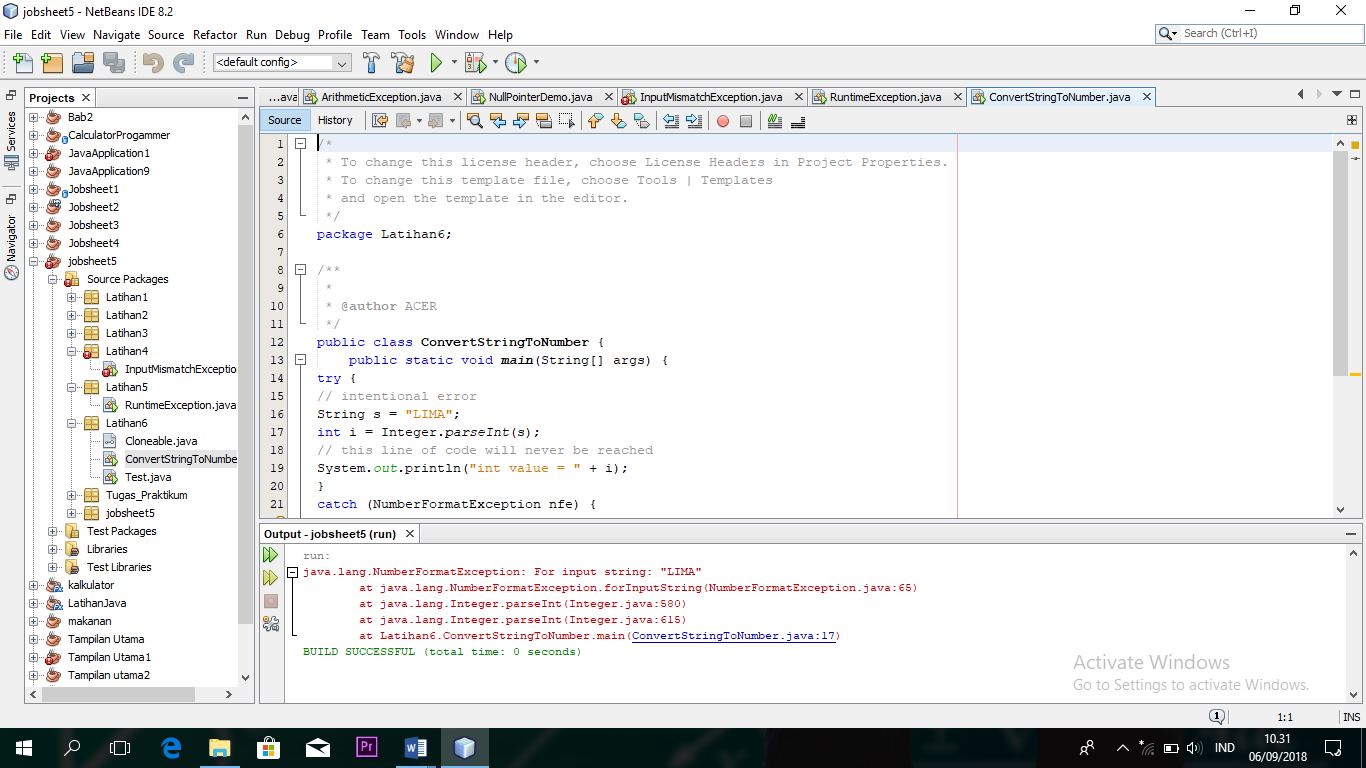 jobsheet5 - NetBeans IDE 8.2
File Edit View Navigate Source Refactor Run Debug Profile Team Tools Window Help
Search (Ctrl+I)
<default config>
Services
Navigator
Projects
Bab2
CalculatorProgammer
JavaApplication1
JavaApplication9
Jobsheet1
Jobsheet2
Jobsheet3
Jobsheet4
jobsheet5
Source Packages
Latihan1
Latihan2
Latihan3
Latihan4
InputMismatchExceptio
Latihan5
RuntimeException.java
Latihan6
Cloneable.java
ConvertStringToNumbe
Test.java
Tugas_Praktikum
jobsheet5
Test Packages
Libraries
Test Libraries
kalkulator
LatihanJava
makanan
Tampilan Utama
Tampilan Utama1
Tampilan utama2
...ava ArithmeticException.java NullPointerDemo.java InputMismatchException.java RuntimeException.java ConvertStringToNumber.java
Source History
1 /*
2 * To change this license header, choose License Headers in Project Properties.
3 * To change this template file, choose Tools | Templates
4 * and open the template in the editor.
5 */
6 package Latihan6;
7
8 /**
9 *
10 * @author ACER
11 */
12 public class ConvertStringToNumber {
13 public static void main(String[] args) {
14 try {
15 // intentional error
16 String s = "LIMA";
17 int i = Integer.parseInt(s);
18 // this line of code will never be reached
19 System.out.println("int value = " + i);
20 }
21 catch (NumberFormatException nfe) {
Output - jobsheet5 (run)
run:
java.lang.NumberFormatException: For input string: "LIMA"
at java.lang.NumberFormatException.forInputString(NumberFormatException.java:65)
at java.lang.Integer.parseInt(Integer.java:580)
at java.lang.Integer.parseInt(Integer.java:615)
at Latihan6.ConvertStringToNumber.main(ConvertStringToNumber.java:17)
BUILD SUCCESSFUL (total time: 0 seconds)
Activate Windows
Go to Settings to activate Windows.
1 1:1 INS
Pr
IND
10.31
06/09/2018